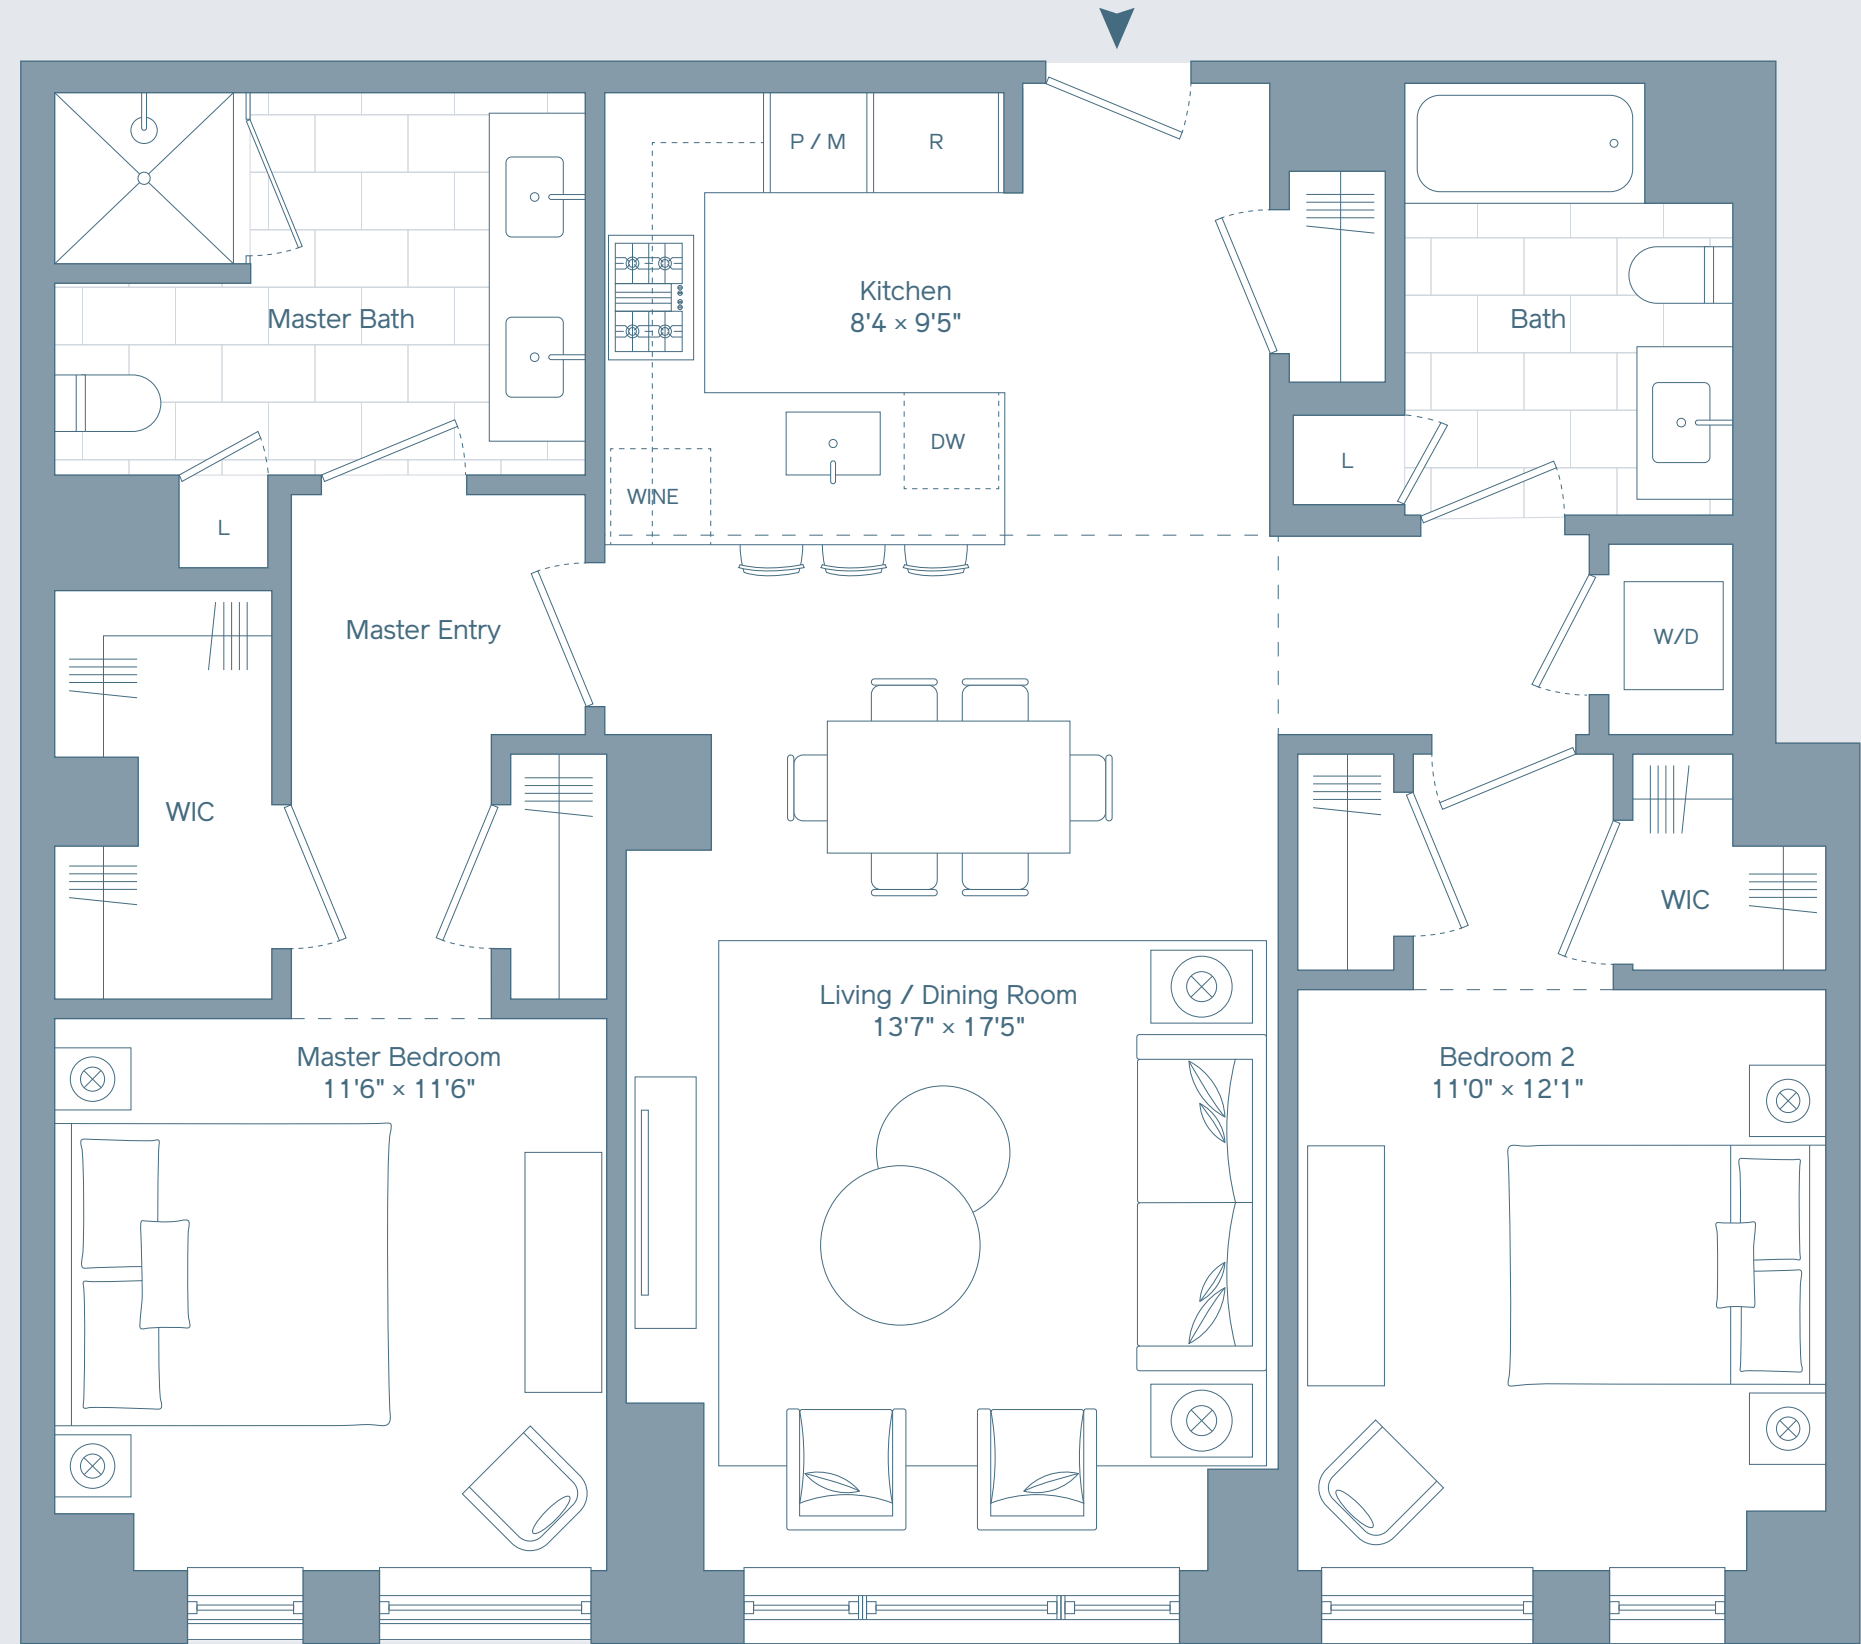 P / M
R
Kitchen
8'4 × 9'5"
Master Bath
Bath
DW
WINE
L
L
Master Entry
W/D
WIC
WIC
Living / Dining Room
13'7" × 17'5"
Master Bedroom
11'6" × 11'6"
Bedroom 2
11'0" × 12'1"